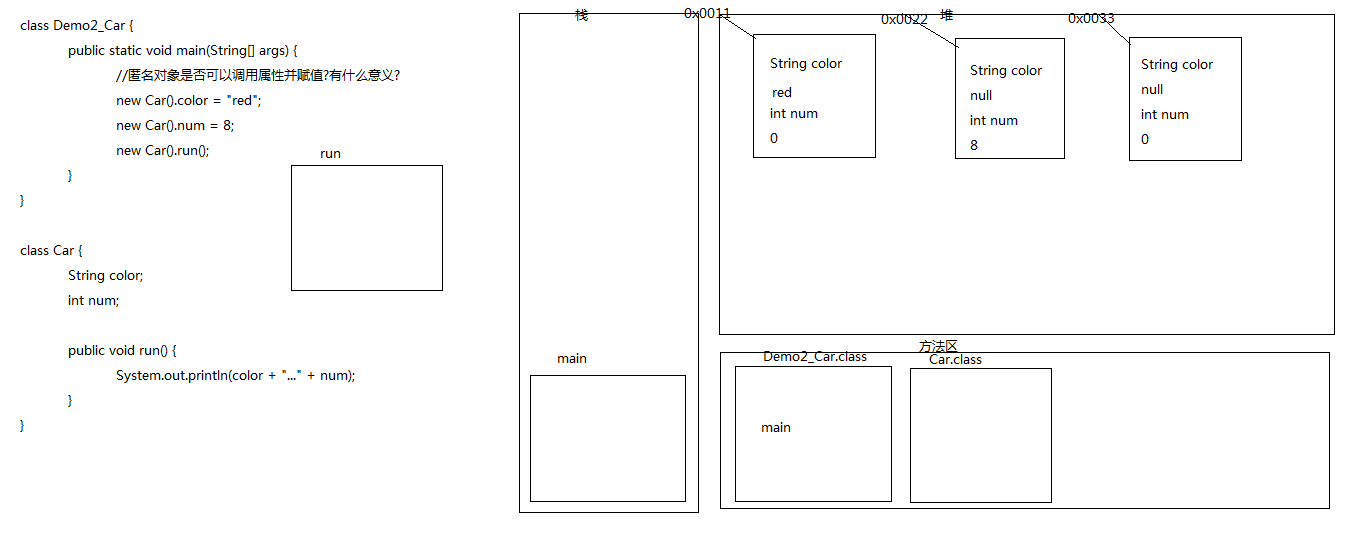 class Demo2_Car {
public static void main(String[] args) {
//匿名对象是否可以调用属性并赋值?有什么意义?
new Car().color = "red";
new Car().num = 8;
new Car().run();
}
}
class Car {
String color;
int num;
public void run() {
System.out.println(color + "..." + num);
}
}
run
栈
main
堆
0x0011
String color
red
int num
0
0x0022
String color
null
int num
8
0x0033
String color
null
int num
0
方法区
Demo2_Car.class
main
Car.class